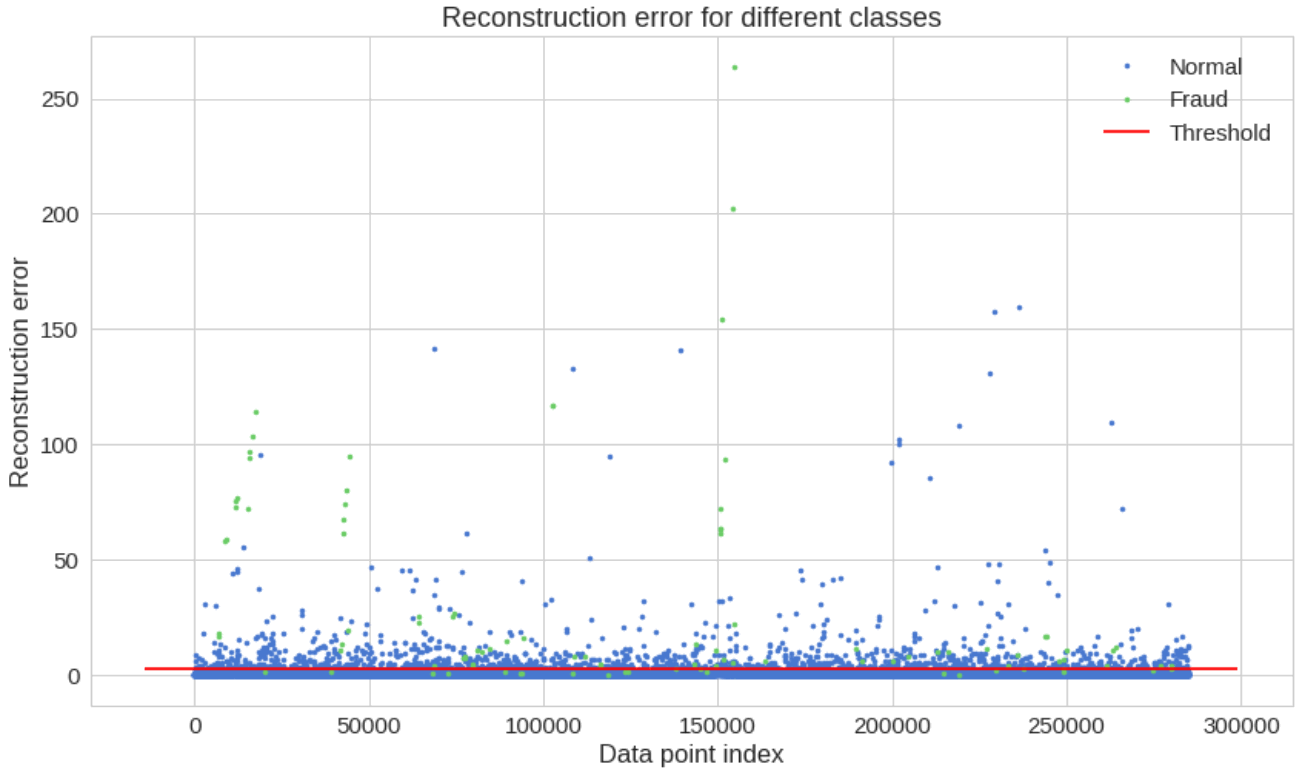 Reconstruction error for different classes
Normal
Fraud
Threshold
250
200
150
100
50
0
Reconstruction error
0
50000
100000
150000
200000
250000
300000
Data point index